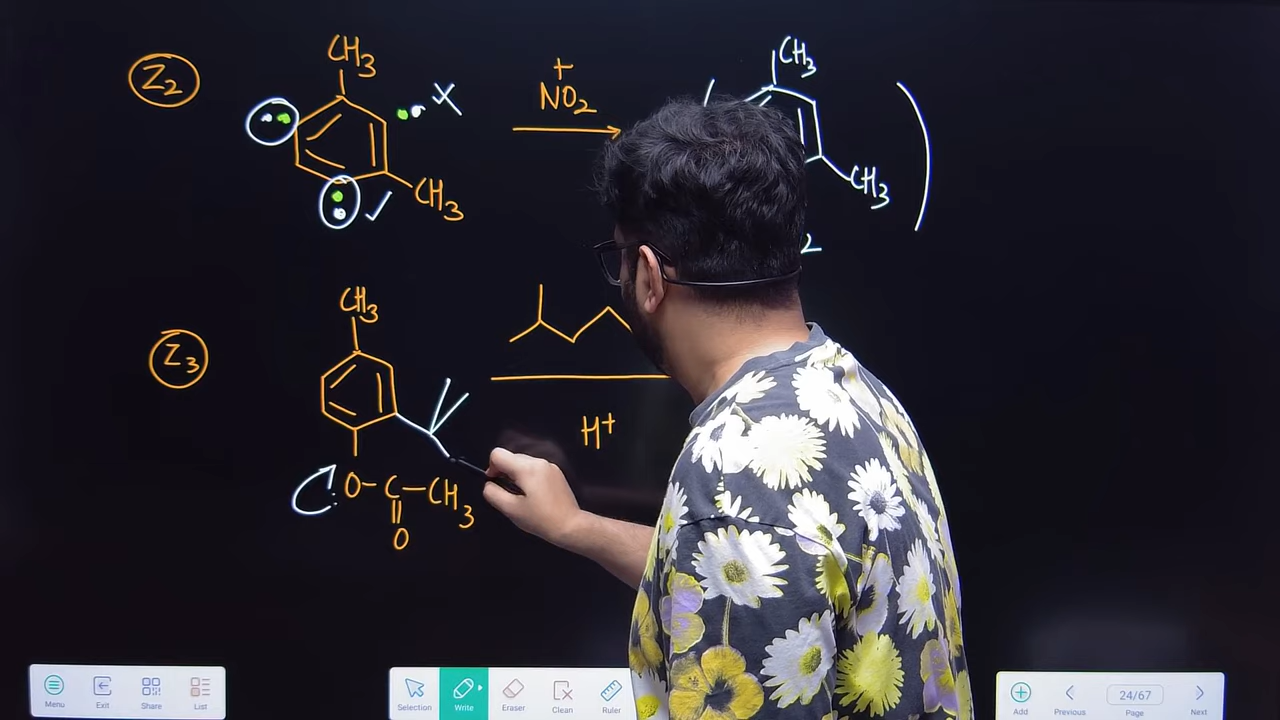 Z2
CH3
CH3
+
NO2
CH3
CH3
2
Z3
CH3
O-C-CH3
O
H+
Menu
Exit
Share
List
Selection
Write
Eraser
Clean
Ruler
Add
Previous
24/67
Page
Next